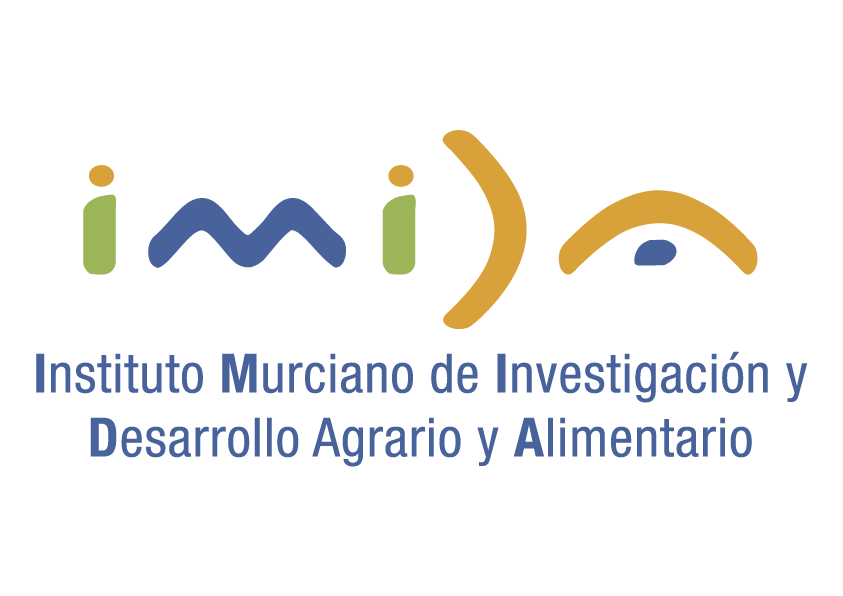 imiDa
Instituto Murciano de Investigación y
Desarrollo Agrario y Alimentario